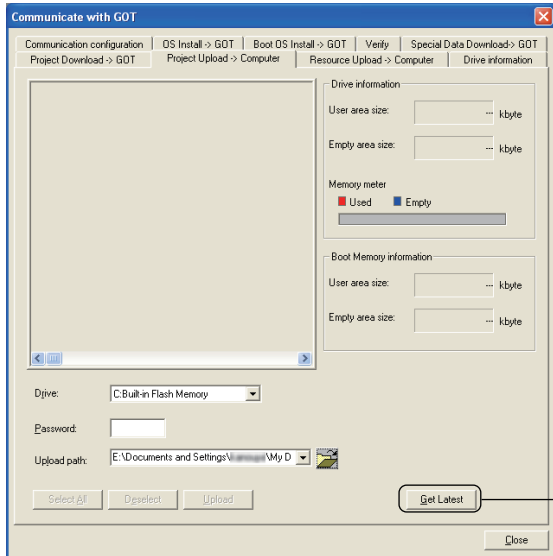 Communicate with GOT
Communication configuration OS Install -> GOT Boot OS Install -> GOT Verify Special Data Download-> GOT
Project Download -> GOT Project Upload -> Computer Resource Upload -> Computer Drive information
Drive information
User area size: --- kbyte
Empty area size: --- kbyte
Memory meter
Used Empty
Boot Memory information
User area size: --- kbyte
Empty area size: --- kbyte
Drive: C:Built-in Flash Memory
Password:
Upload path: E:\Documents and Settings\ \My D
Select All Deselect Upload Get Latest
Close